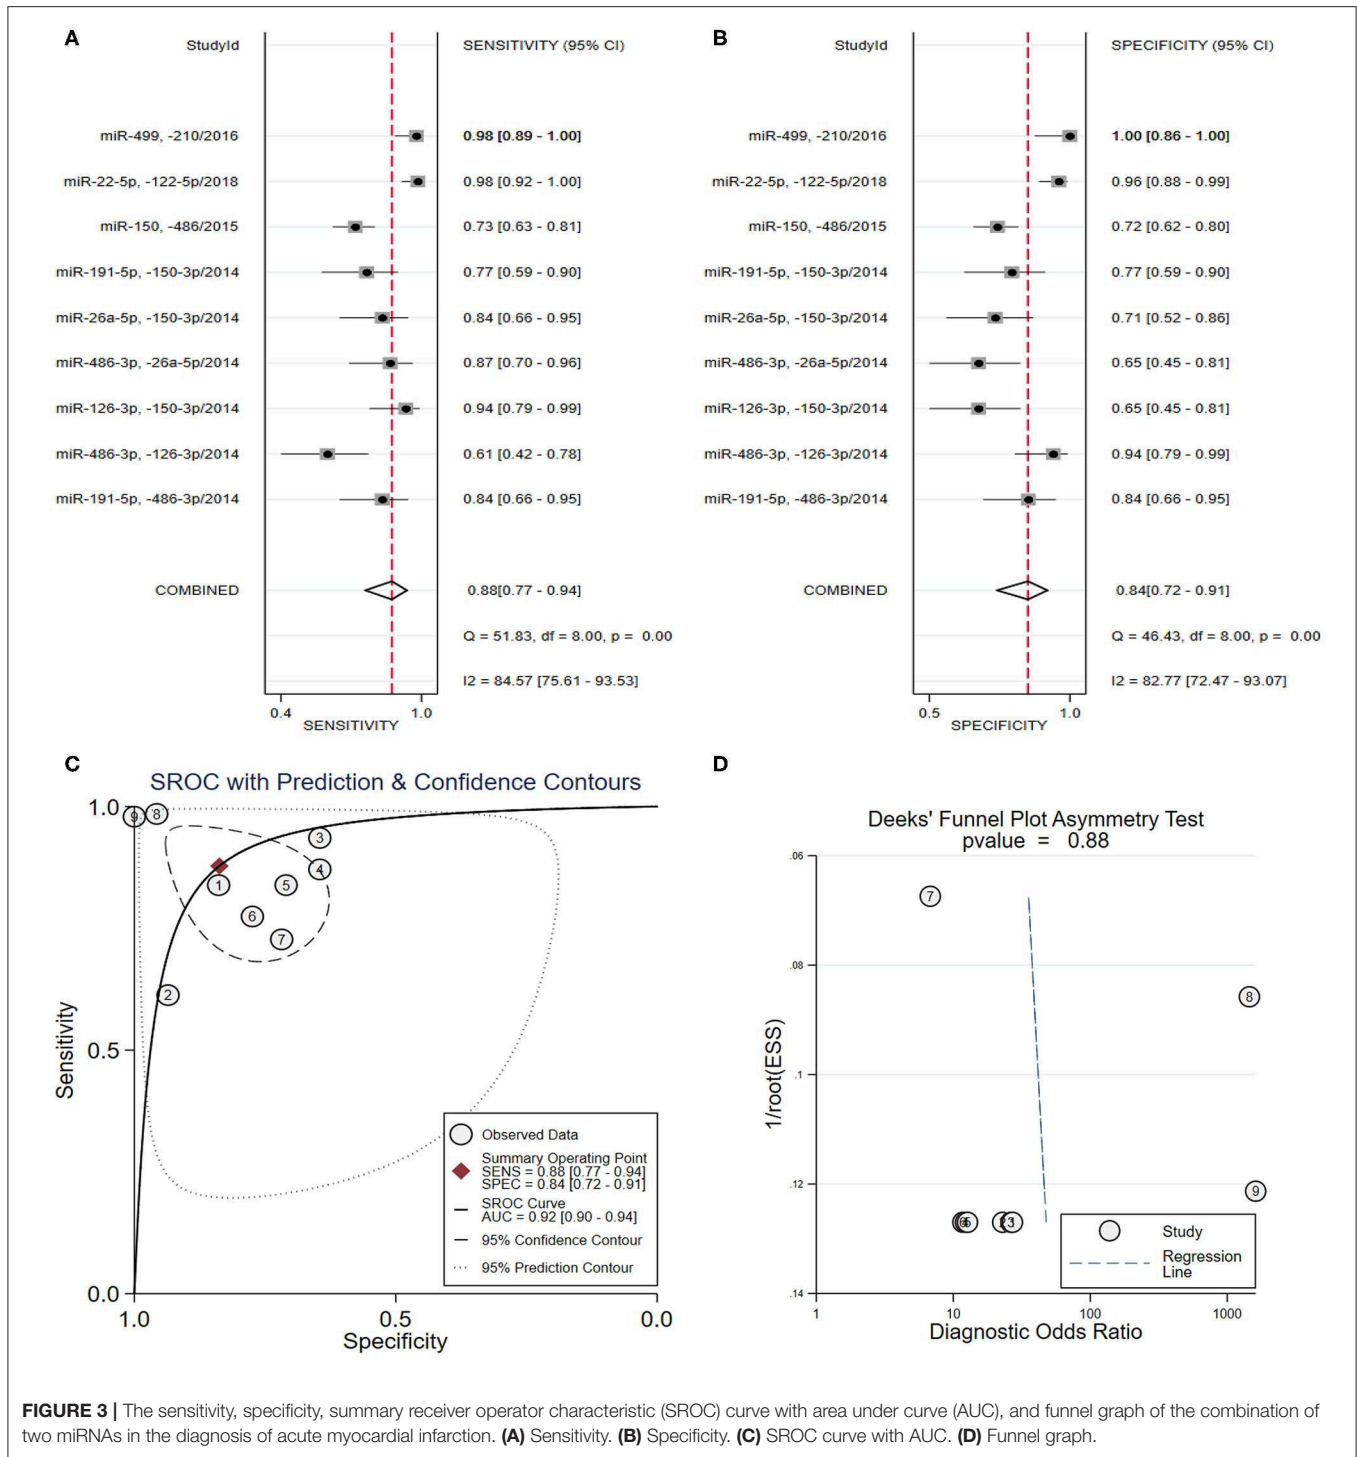 A
StudyId
SENSITIVITY (95% CI)
miR-499, -210/2016
0.98 [0.89 - 1.00]
miR-22-5p, -122-5p/2018
0.98 [0.92 - 1.00]
miR-150, -486/2015
0.73 [0.63 - 0.81]
miR-191-5p, -150-3p/2014
0.77 [0.59 - 0.90]
miR-26a-5p, -150-3p/2014
0.84 [0.66 - 0.95]
miR-486-3p, -26a-5p/2014
0.87 [0.70 - 0.96]
miR-126-3p, -150-3p/2014
0.94 [0.79 - 0.99]
miR-486-3p, -126-3p/2014
0.61 [0.42 - 0.78]
miR-191-5p, -486-3p/2014
0.84 [0.66 - 0.95]
COMBINED
0.88[0.77 - 0.94]
Q = 51.83, df = 8.00, p = 0.00
I2 = 84.57 [75.61 - 93.53]
0.4
1.0
SENSITIVITY
B
StudyId
SPECIFICITY (95% CI)
miR-499, -210/2016
1.00 [0.86 - 1.00]
miR-22-5p, -122-5p/2018
0.96 [0.88 - 0.99]
miR-150, -486/2015
0.72 [0.62 - 0.80]
miR-191-5p, -150-3p/2014
0.77 [0.59 - 0.90]
miR-26a-5p, -150-3p/2014
0.71 [0.52 - 0.86]
miR-486-3p, -26a-5p/2014
0.65 [0.45 - 0.81]
miR-126-3p, -150-3p/2014
0.65 [0.45 - 0.81]
miR-486-3p, -126-3p/2014
0.94 [0.79 - 0.99]
miR-191-5p, -486-3p/2014
0.84 [0.66 - 0.95]
COMBINED
0.84[0.72 - 0.91]
Q = 46.43, df = 8.00, p = 0.00
I2 = 82.77 [72.47 - 93.07]
0.5
1.0
SPECIFICITY
C
SROC with Prediction & Confidence Contours
1.0
0.5
0.0
Sensitivity
9
8
3
4
1
5
6
7
2
Observed Data
Summary Operating Point
SENS = 0.88 [0.77 - 0.94]
SPEC = 0.84 [0.72 - 0.91]
SROC Curve
AUC = 0.92 [0.90 - 0.94]
95% Confidence Contour
95% Prediction Contour
1.0
0.5
0.0
Specificity
D
Deeks' Funnel Plot Asymmetry Test
pvalue = 0.88
.06
.08
.1
.12
.14
1/root(ESS)
7
8
9
1
Study
Regression
Line
1
10
100
1000
Diagnostic Odds Ratio
FIGURE 3 | The sensitivity, specificity, summary receiver operator characteristic (SROC) curve with area under curve (AUC), and funnel graph of the combination of
two miRNAs in the diagnosis of acute myocardial infarction. (A) Sensitivity. (B) Specificity. (C) SROC curve with AUC. (D) Funnel graph.